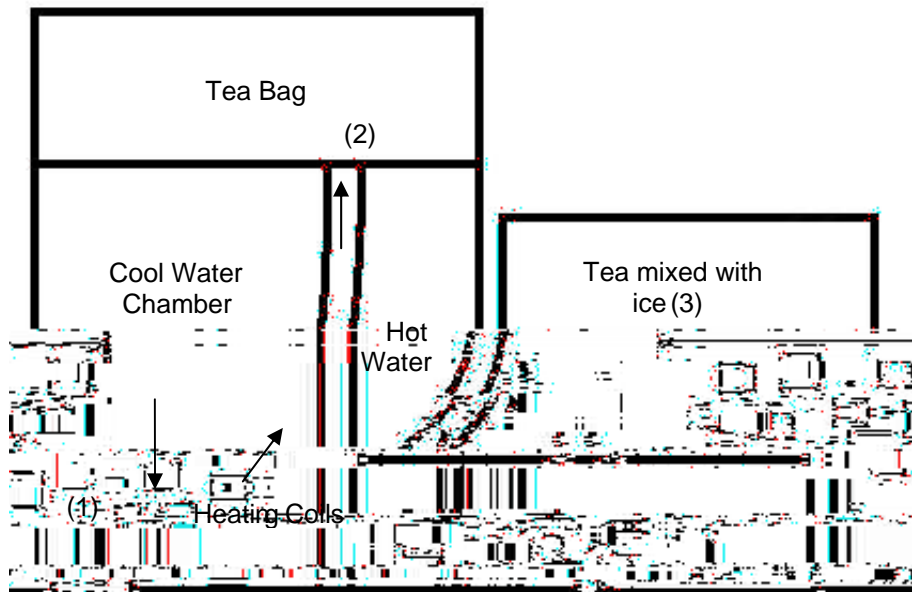 Tea Bag
(2)
Cool Water
Chamber
Tea mixed with
ice (3)
Hot
Water
(1)
Heating Coils